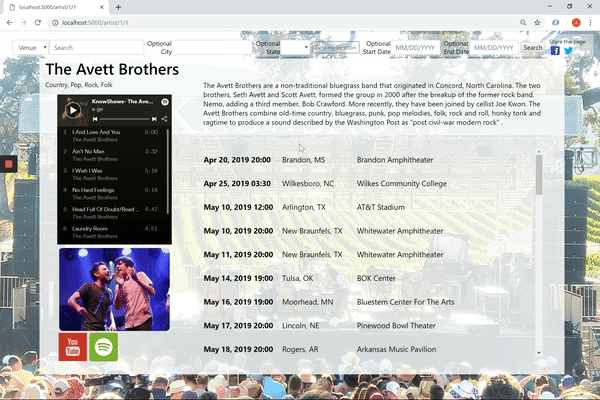 localhost:5000/artist/1/1
localhost:5000/artist/1/1
Venue
Search
Optional City
Optional State
Optional Start Date
MM/DD/YYYY
Optional End Date
MM/DD/YYYY
Search
Share this page:
The Avett Brothers
Country, Pop, Rock, Folk
KnowShows- The Ave...
1 I And Love And You 5:00
The Avett Brothers
2 Ain't No Man 3:32
The Avett Brothers
3 I Wish I Was 5:16
The Avett Brothers
4 No Hard Feelings 5:14
The Avett Brothers
5 Head Full Of Doubt/Road ... 4:47
The Avett Brothers
6 Laundry Room 4:51
The Avett Brothers
You
Tube
The Avett Brothers are a non-traditional bluegrass band that originated in Concord, North Carolina. The two
brothers, Seth Avett and Scott Avett, formed the group in 2000 after the breakup of the former rock band,
Nemo, adding a third member, Bob Crawford. More recently, they have been joined by cellist Joe Kwon. The
Avett Brothers combine old-time country, bluegrass, punk, pop melodies, folk, rock and roll, honky tonk and
ragtime to produce a sound described by the Washington Post as "post civil-war modern rock" .
Apr 20, 2019 20:00 Brandon, MS Brandon Amphitheater
Apr 25, 2019 03:30 Wilkesboro, NC Wilkes Community College
May 10, 2019 12:00 Arlington, TX AT&T Stadium
May 10, 2019 20:00 New Braunfels, TX Whitewater Amphitheater
May 11, 2019 20:00 New Braunfels, TX Whitewater Amphitheater
May 14, 2019 19:00 Tulsa, OK BOK Center
May 16, 2019 19:00 Moorhead, MN Bluestem Center For The Arts
May 17, 2019 20:00 Lincoln, NE Pinewood Bowl Theater
May 18, 2019 20:00 Rogers, AR Arkansas Music Pavilion